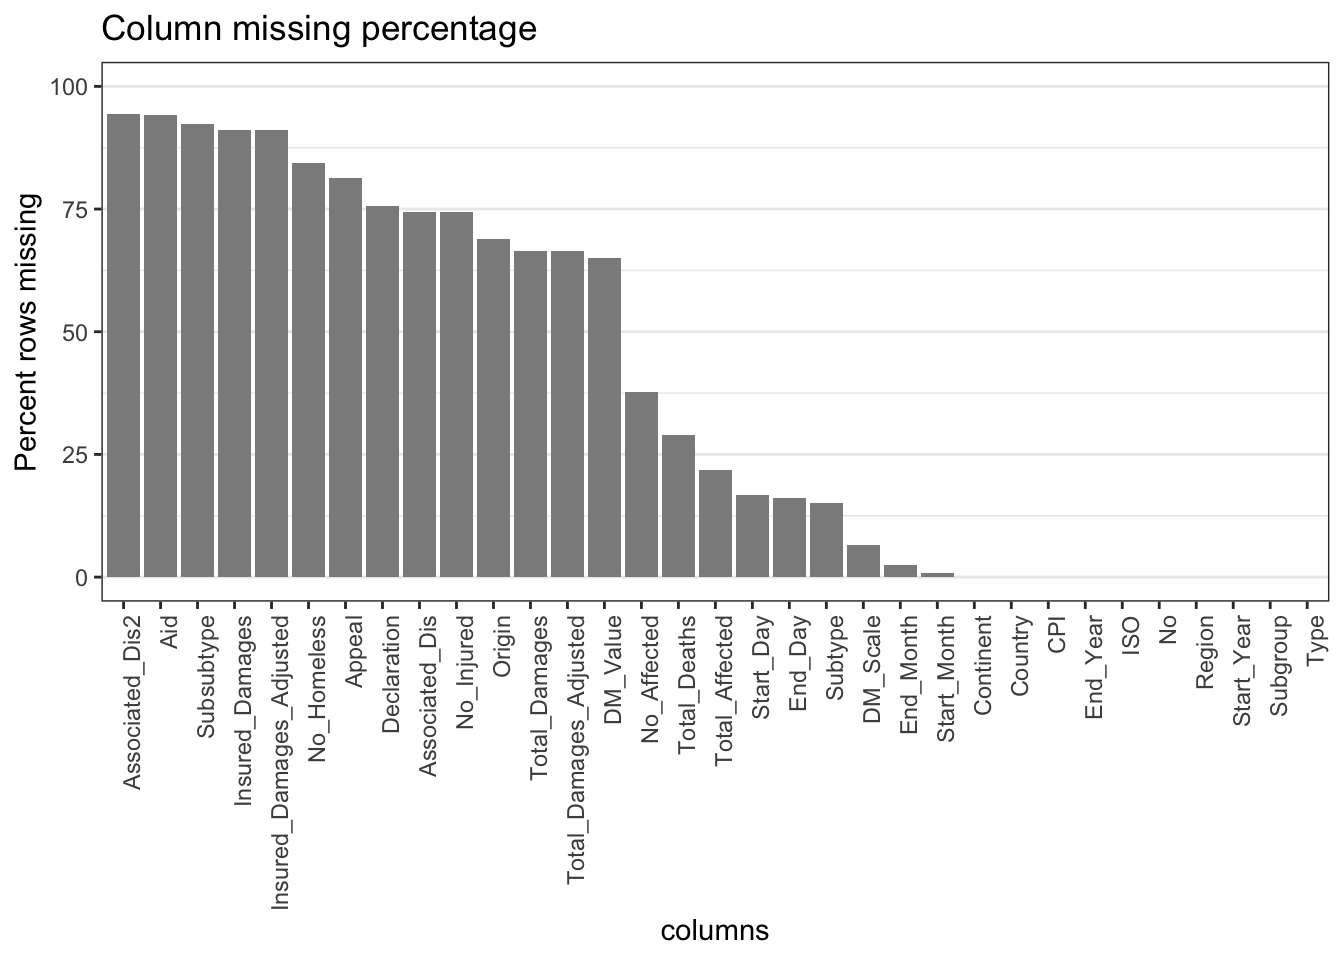 Column missing percentage
100
75
50
25
0
Percent rows missing
Associated_Dis2
Aid
Subsubtype
Insured_Damages
Insured_Damages_Adjusted
No_Homeless
Appeal
Declaration
Associated_Dis
No_Injured
Origin
Total_Damages
Total_Damages_Adjusted
DM_Value
No_Affected
Total_Deaths
Total_Affected
Start_Day
End_Day
Subtype
DM_Scale
End_Month
Start_Month
Continent
Country
CPI
End_Year
ISO
No
Region
Start_Year
Subgroup
Type
columns